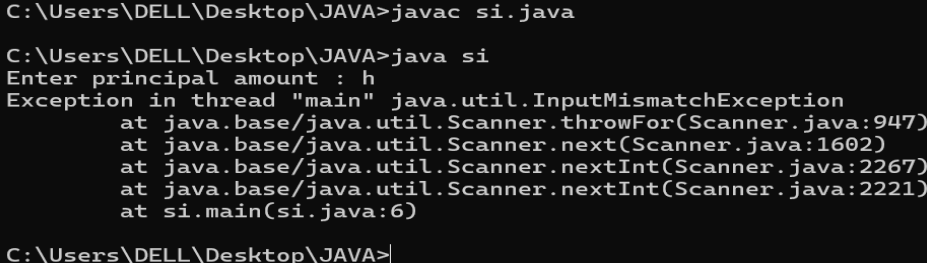 C:\Users\DELL\Desktop\JAVA>javac si.java
C:\Users\DELL\Desktop\JAVA>java si
Enter principal amount : h
Exception in thread "main" java.util.InputMismatchException
at java.base/java.util.Scanner.throwFor(Scanner.java:947)
at java.base/java.util.Scanner.next(Scanner.java:1602)
at java.base/java.util.Scanner.nextInt(Scanner.java:2267)
at java.base/java.util.Scanner.nextInt(Scanner.java:2221)
at si.main(si.java:6)
C:\Users\DELL\Desktop\JAVA>